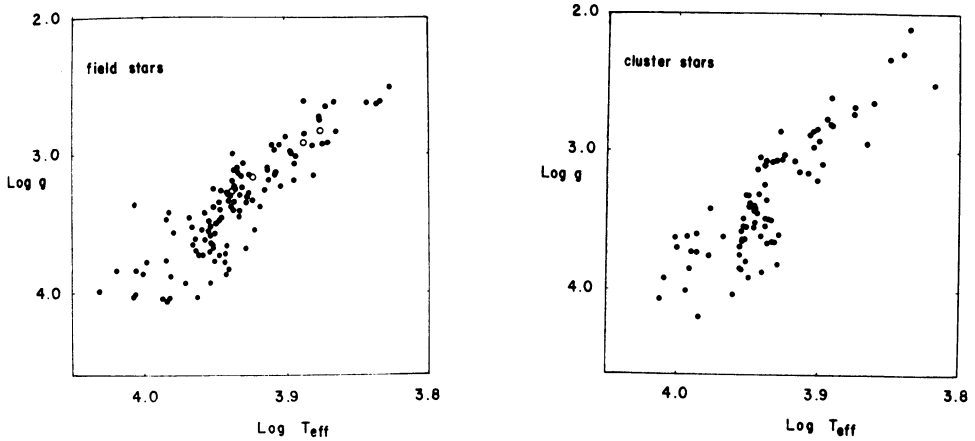 2.0
field stars
3.0
Log g
4.0
4.0 3.9 3.8
Log Teff
2.0
cluster stars
3.0
Log g
4.0
4.0 3.9 3.8
Log Teff